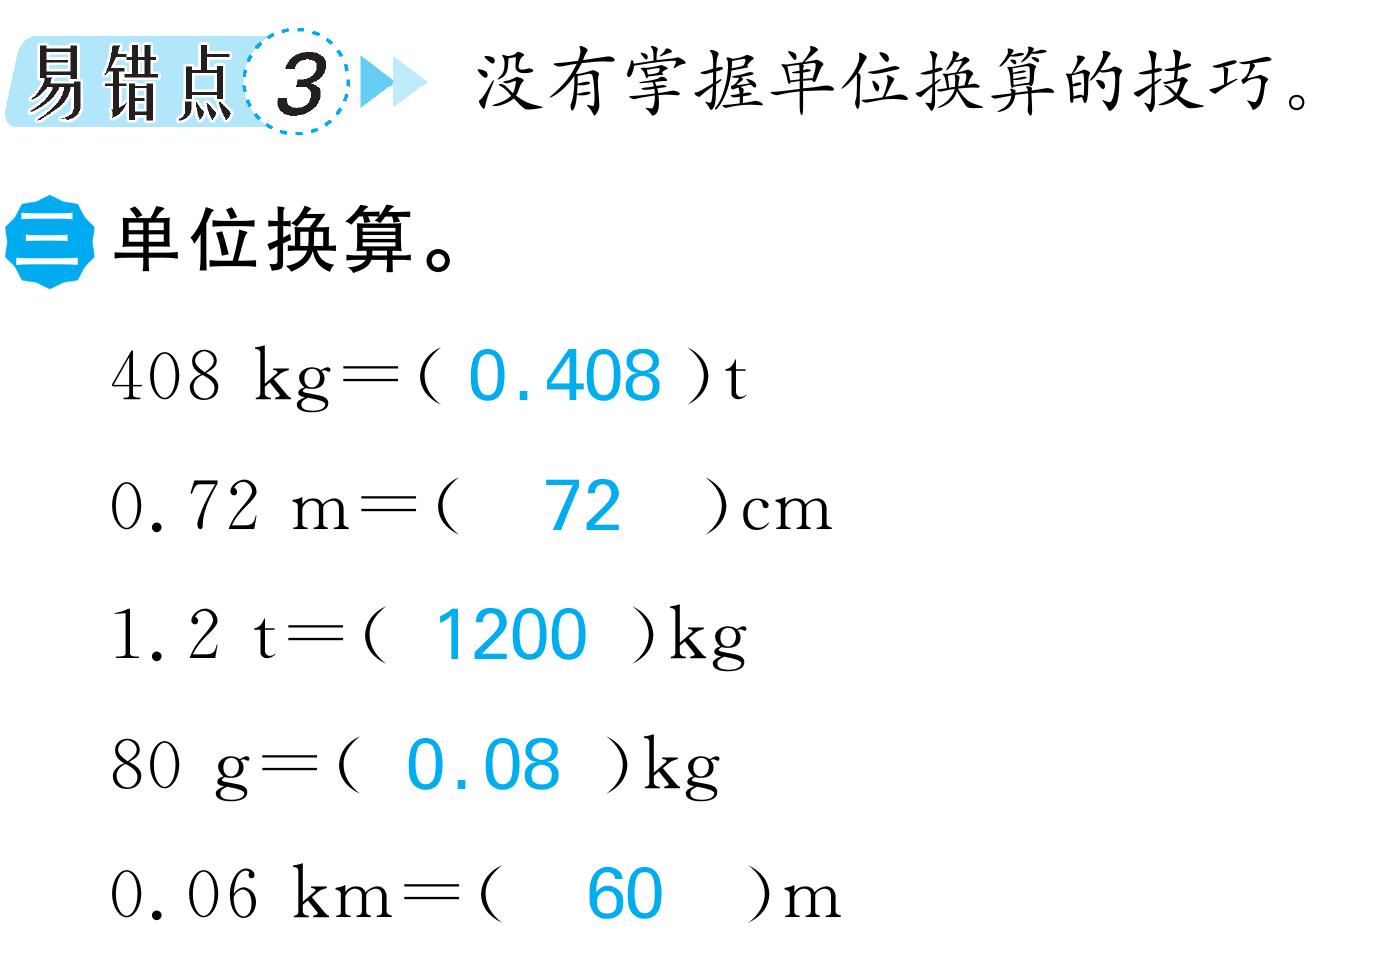 易错点 3 没有掌握单位换算的技巧。
三 单位换算。
408 kg=( 0.408 )t
0.72 m=( 72 )cm
1.2 t=( 1200 )kg
80 g=( 0.08 )kg
0.06 km=( 60 )m